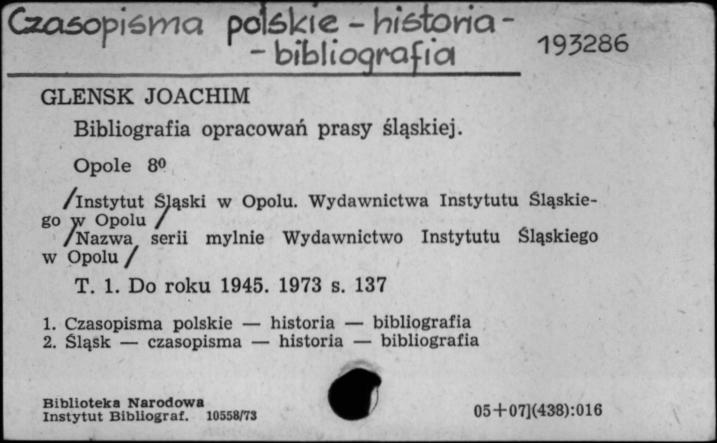 Czasopisma polskie - historia -
- bibliografia
193286
GLENSK JOACHIM
Bibliografia opracowań prasy śląskiej.
Opole 8º
/Instytut Śląski w Opolu. Wydawnictwa Instytutu Śląskie-
go w Opolu /
/Nazwa serii mylnie Wydawnictwo Instytutu Śląskiego
w Opolu /
T. 1. Do roku 1945. 1973 s. 137
1. Czasopisma polskie — historia — bibliografia
2. Śląsk — czasopisma — historia — bibliografia
Biblioteka Narodowa
Instytut Bibliograf. 10558/73
05+07](438):016